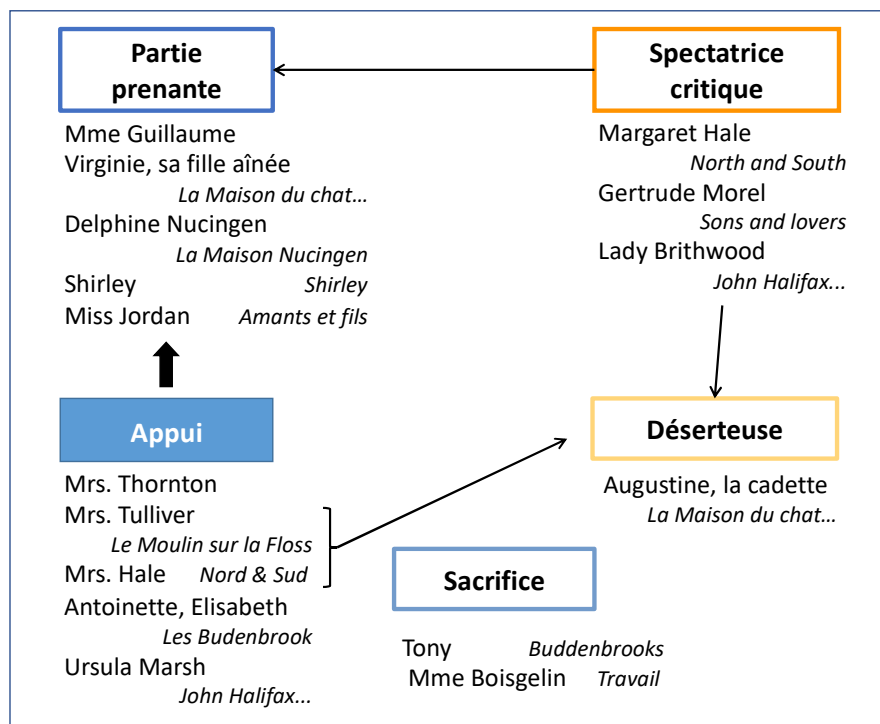 Partie
prenante
Mme Guillaume
Virginie, sa fille aînée
La Maison du chat...
Delphine Nucingen
La Maison Nucingen
Shirley Shirley
Miss Jordan Amants et fils
Spectatrice
critique
Margaret Hale
North and South
Gertrude Morel
Sons and lovers
Lady Brithwood
John Halifax...
Appui
Mrs. Thornton
Mrs. Tulliver
Le Moulin sur la Floss
Mrs. Hale Nord & Sud
Antoinette, Elisabeth
Les Budenbrook
Ursula Marsh
John Halifax...
Déserteuse
Augustine, la cadette
La Maison du chat...
Sacrifice
Tony Buddenbrooks
Mme Boisgelin Travail